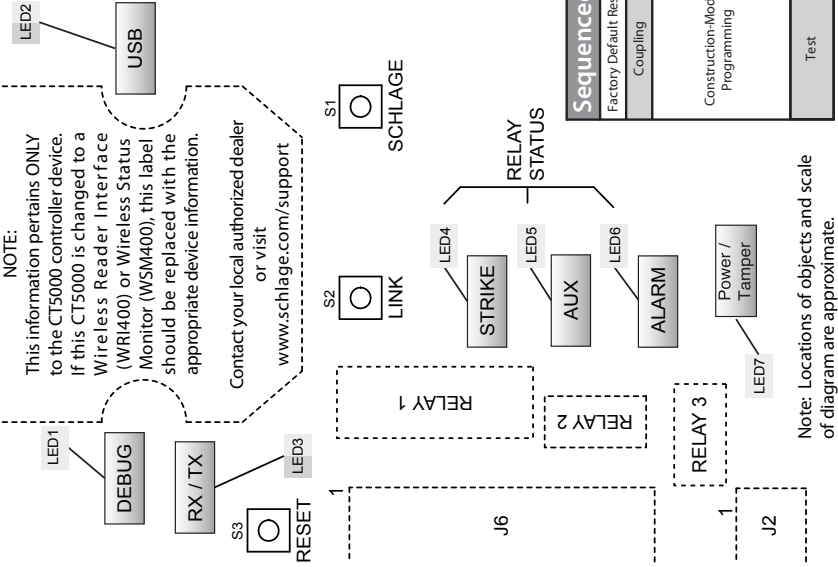 LED2
USB
NOTE:
This information pertains ONLY
to the CT5000 controller device.
If this CT5000 is changed to a
Wireless Reader Interface
(WRI400) or Wireless Status
Monitor (WSM400), this label
should be replaced with the
appropriate device information.
Contact your local authorized dealer
or visit
www.schlage.com/support
LED1
DEBUG
RX / TX
LED3
S3
RESET
S2
LINK
S1
SCHLAGE
RELAY
STATUS
LED4
STRIKE
LED5
AUX
LED6
ALARM
Power /
Tamper
LED7
RELAY 1
RELAY 2
RELAY 3
1
J6
1
J2
Note: Locations of objects and scale
of diagram are approximate.
Factory Default
Coupling
Programming
Test